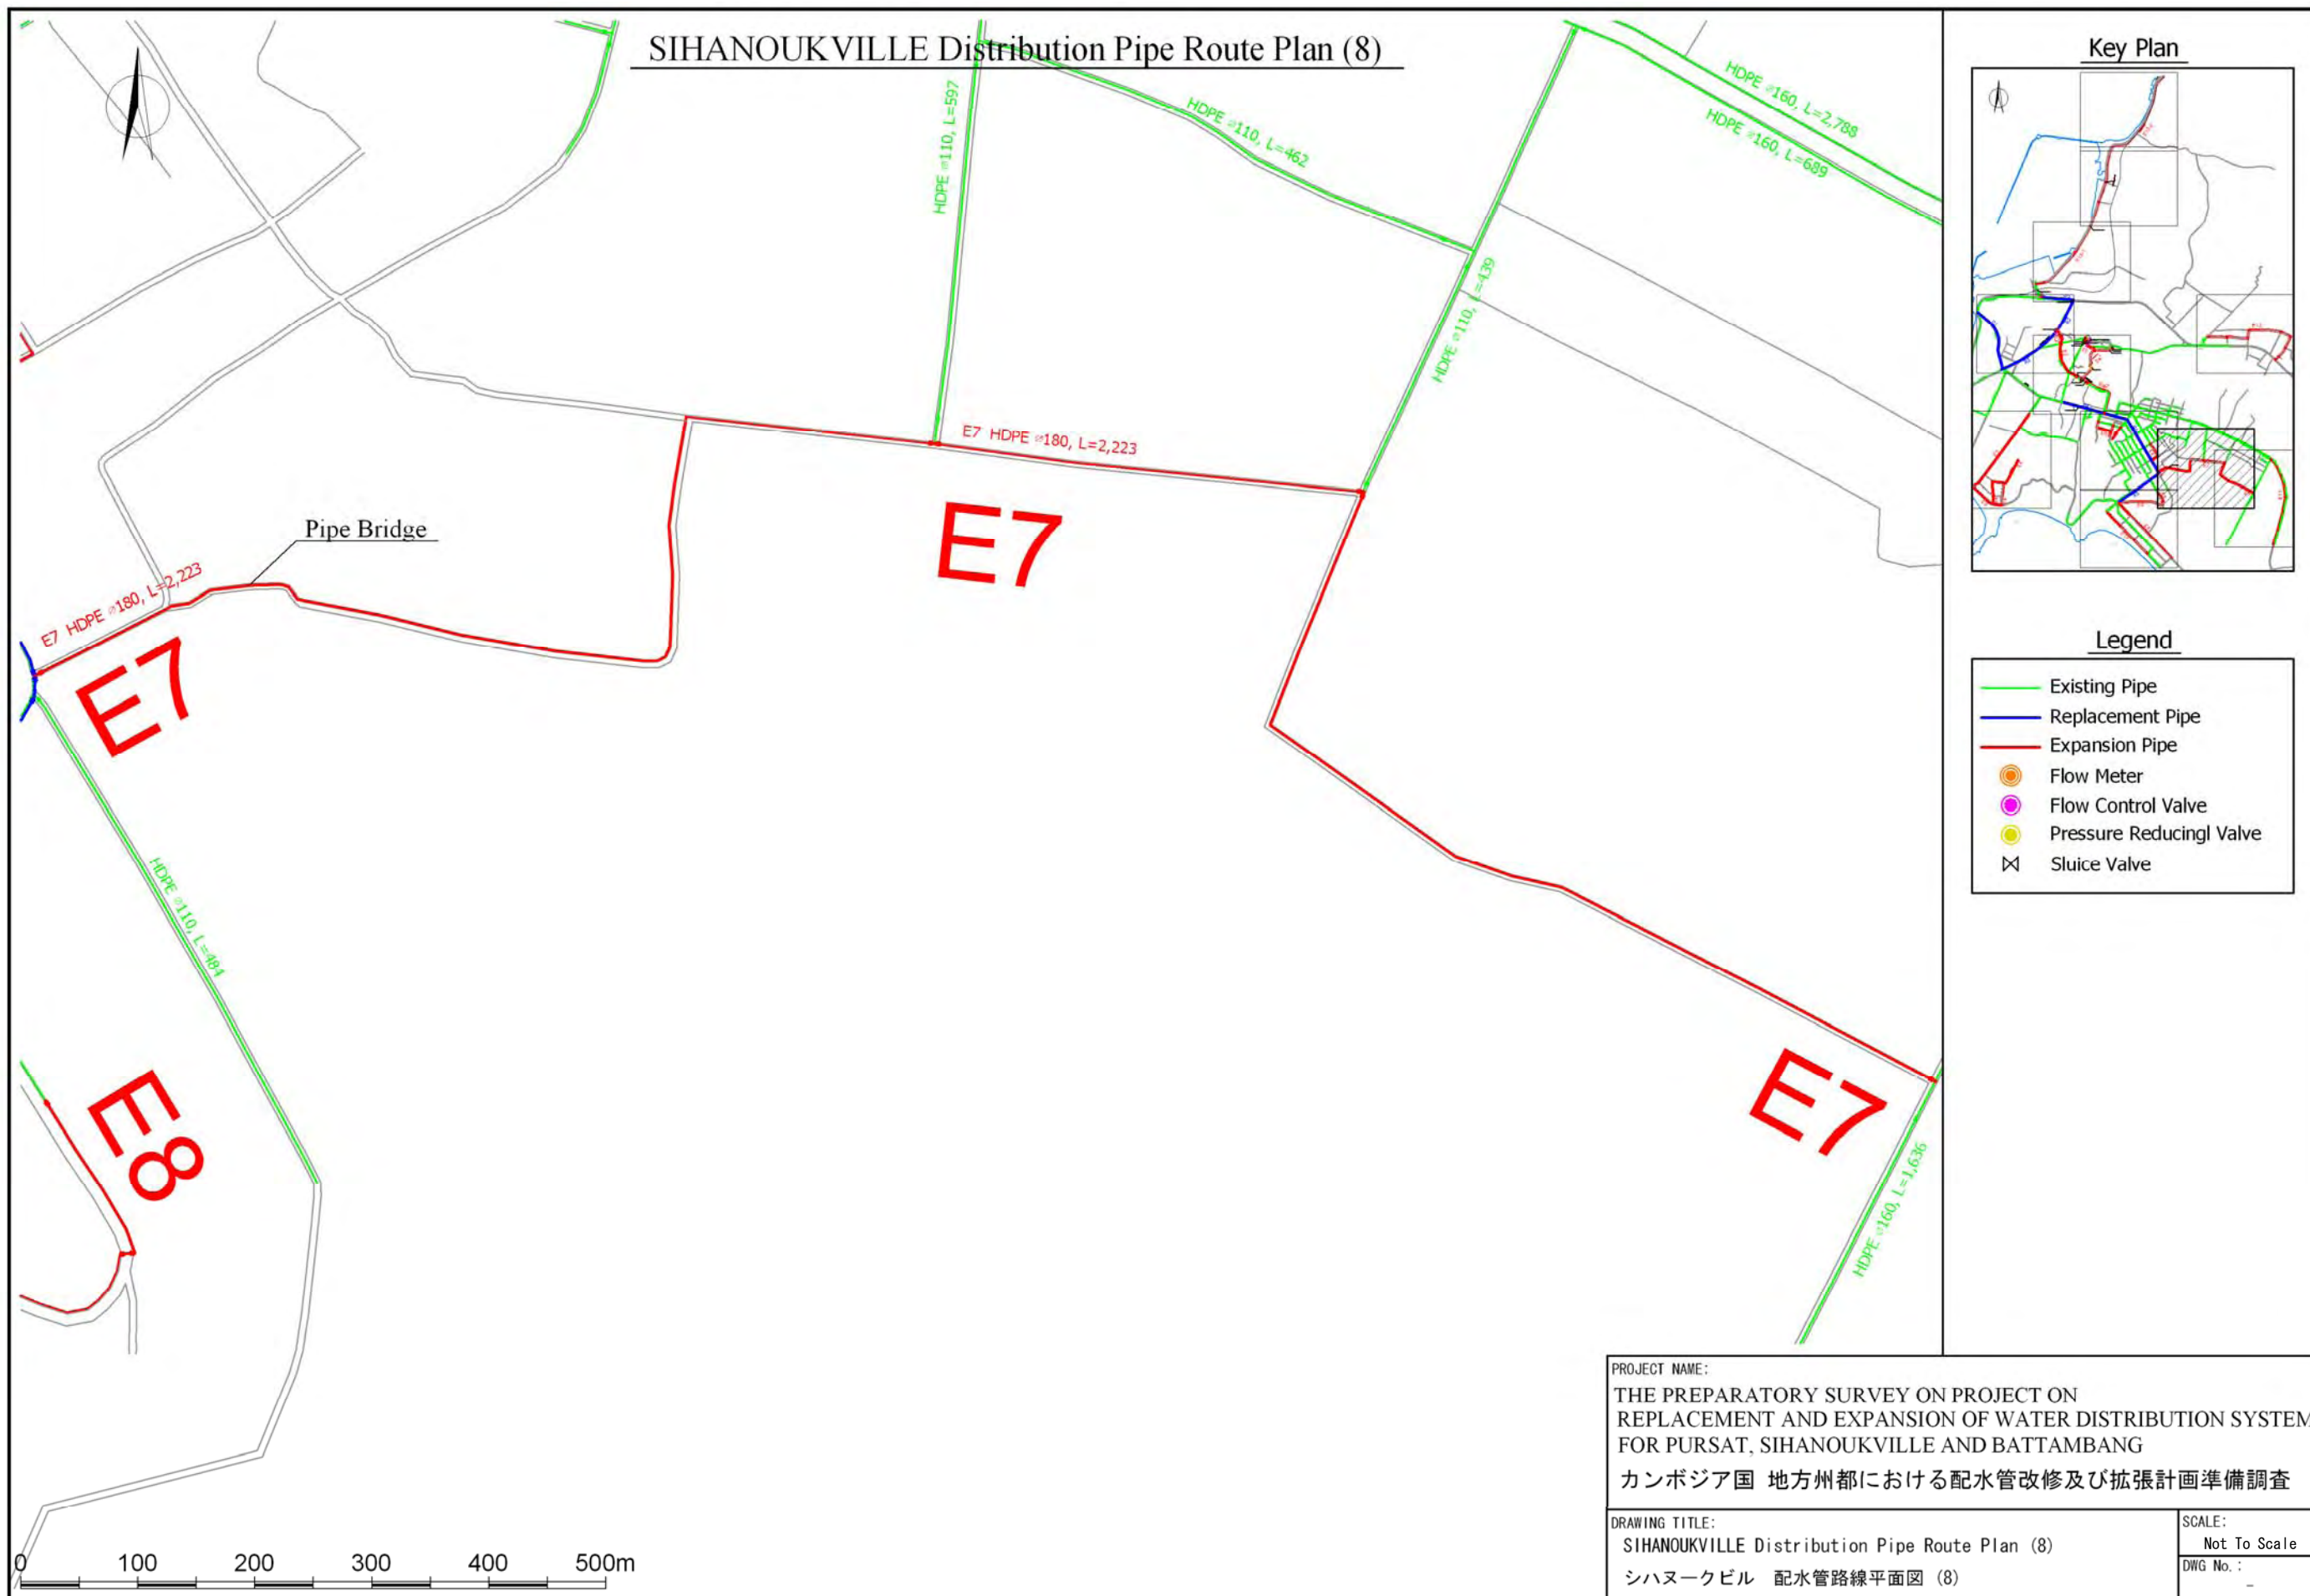 SIHANOUKVILLE Distribution Pipe Route Plan (8)
HDPE ⌀110, L=597
HDPE ⌀110, L=462
HDPE ⌀160, L=2,788
HDPE ⌀160, L=689
HDPE ⌀110, L=439
E7 HDPE ⌀180, L=2,223
E7
Pipe Bridge
E7 HDPE ⌀180, L=2,223
E7
HDPE ⌀110, L=484
E8
E7
HDPE ⌀160, L=1,636
0 100 200 300 400 500m
Key Plan
Legend
Existing Pipe
Replacement Pipe
Expansion Pipe
Flow Meter
Flow Control Valve
Pressure Reducingl Valve
Sluice Valve
PROJECT NAME:
THE PREPARATORY SURVEY ON PROJECT ON
REPLACEMENT AND EXPANSION OF WATER DISTRIBUTION SYSTEM
FOR PURSAT, SIHANOUKVILLE AND BATTAMBANG
カンボジア国 地方州都における配水管改修及び拡張計画準備調査
DRAWING TITLE:
SIHANOUKVILLE Distribution Pipe Route Plan (8)
シハヌークビル 配水管路線平面図 (8)
SCALE:
Not To Scale
DWG No.:
-